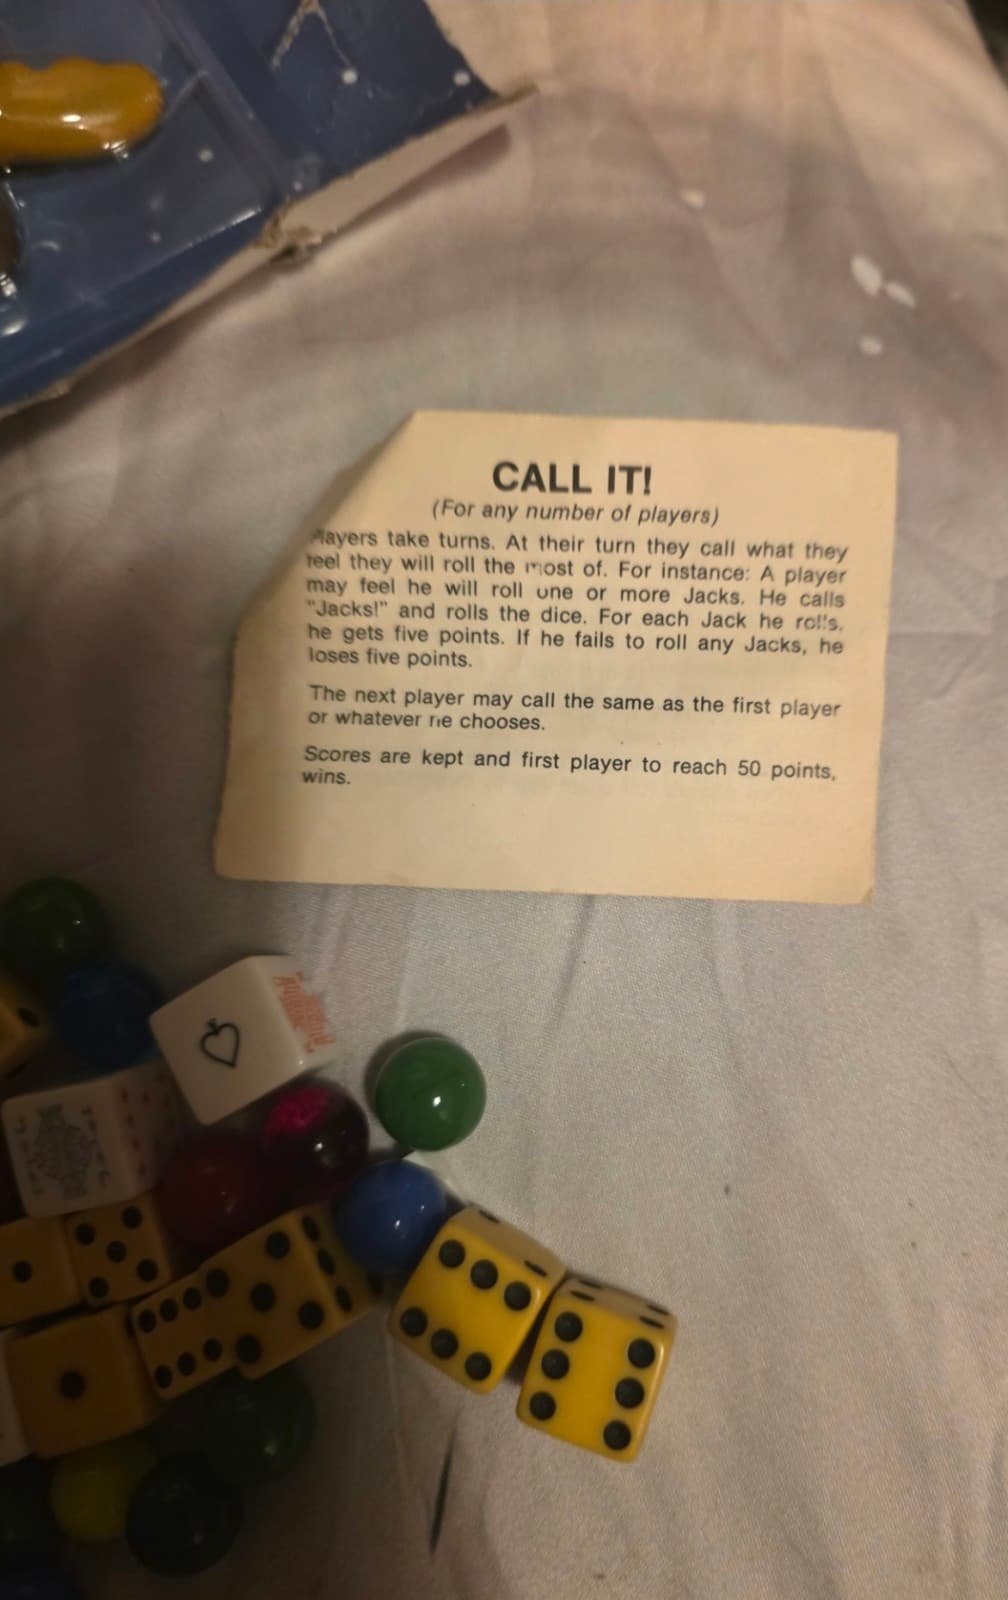 CALL IT!
(For any number of players)
Players take turns. At their turn they call what they
feel they will roll the most of. For instance: A player
may feel he will roll one or more Jacks. He calls
"Jacks!" and rolls the dice. For each Jack he rolls,
he gets five points. If he fails to roll any Jacks, he
loses five points.
The next player may call the same as the first player
or whatever he chooses.
Scores are kept and first player to reach 50 points,
wins.